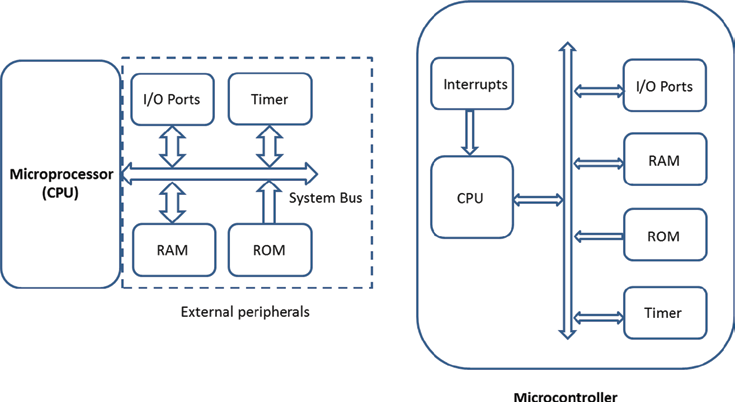 Microprocessor
(CPU)
I/O Ports
Timer
System Bus
RAM
ROM
External peripherals
Interrupts
CPU
I/O Ports
RAM
ROM
Timer
Microcontroller